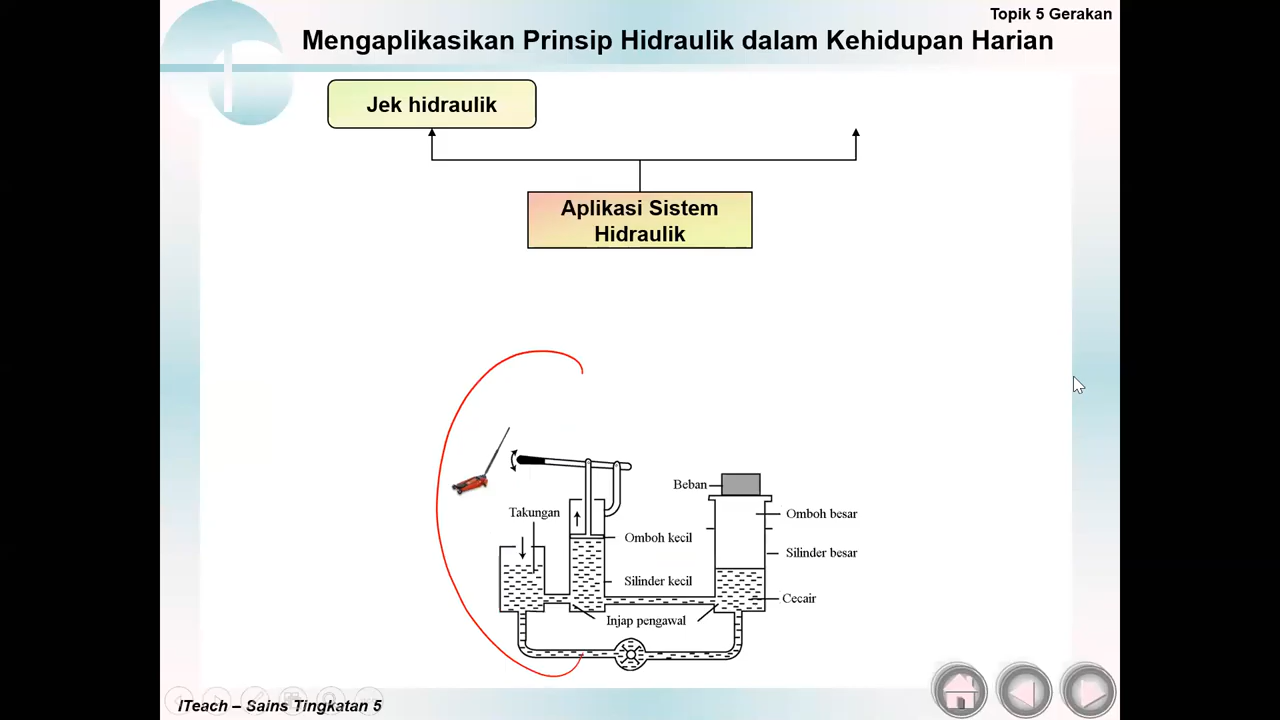 Topik 5 Gerakan
Mengaplikasikan Prinsip Hidraulik dalam Kehidupan Harian
Jek hidraulik
Aplikasi Sistem
Hidraulik
Beban
Takungan
Omboh besar
Omboh kecil
Silinder besar
Silinder kecil
Cecair
Injap pengawal
ITeach – Sains Tingkatan 5